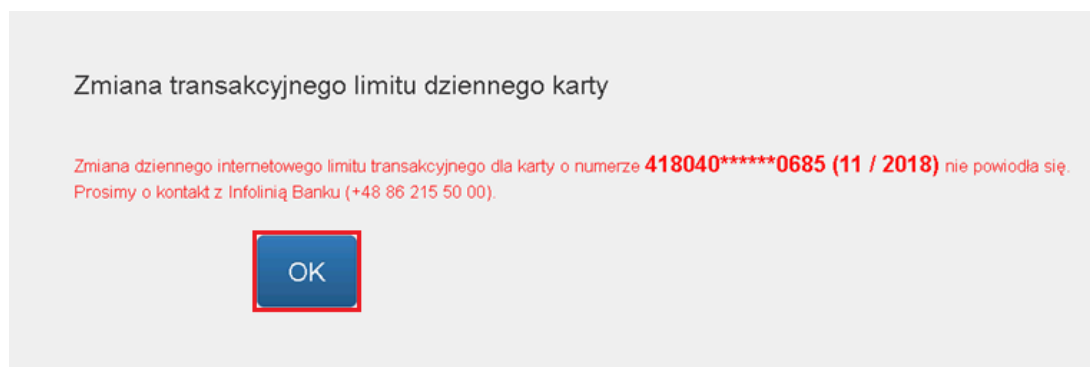 Zmiana transakcyjnego limitu dziennego karty
Zmiana dziennego internetowego limitu transakcyjnego dla karty o numerze 418040******0685 (11 / 2018) nie powiodła się.
Prosimy o kontakt z Infolinią Banku (+48 86 215 50 00).
OK